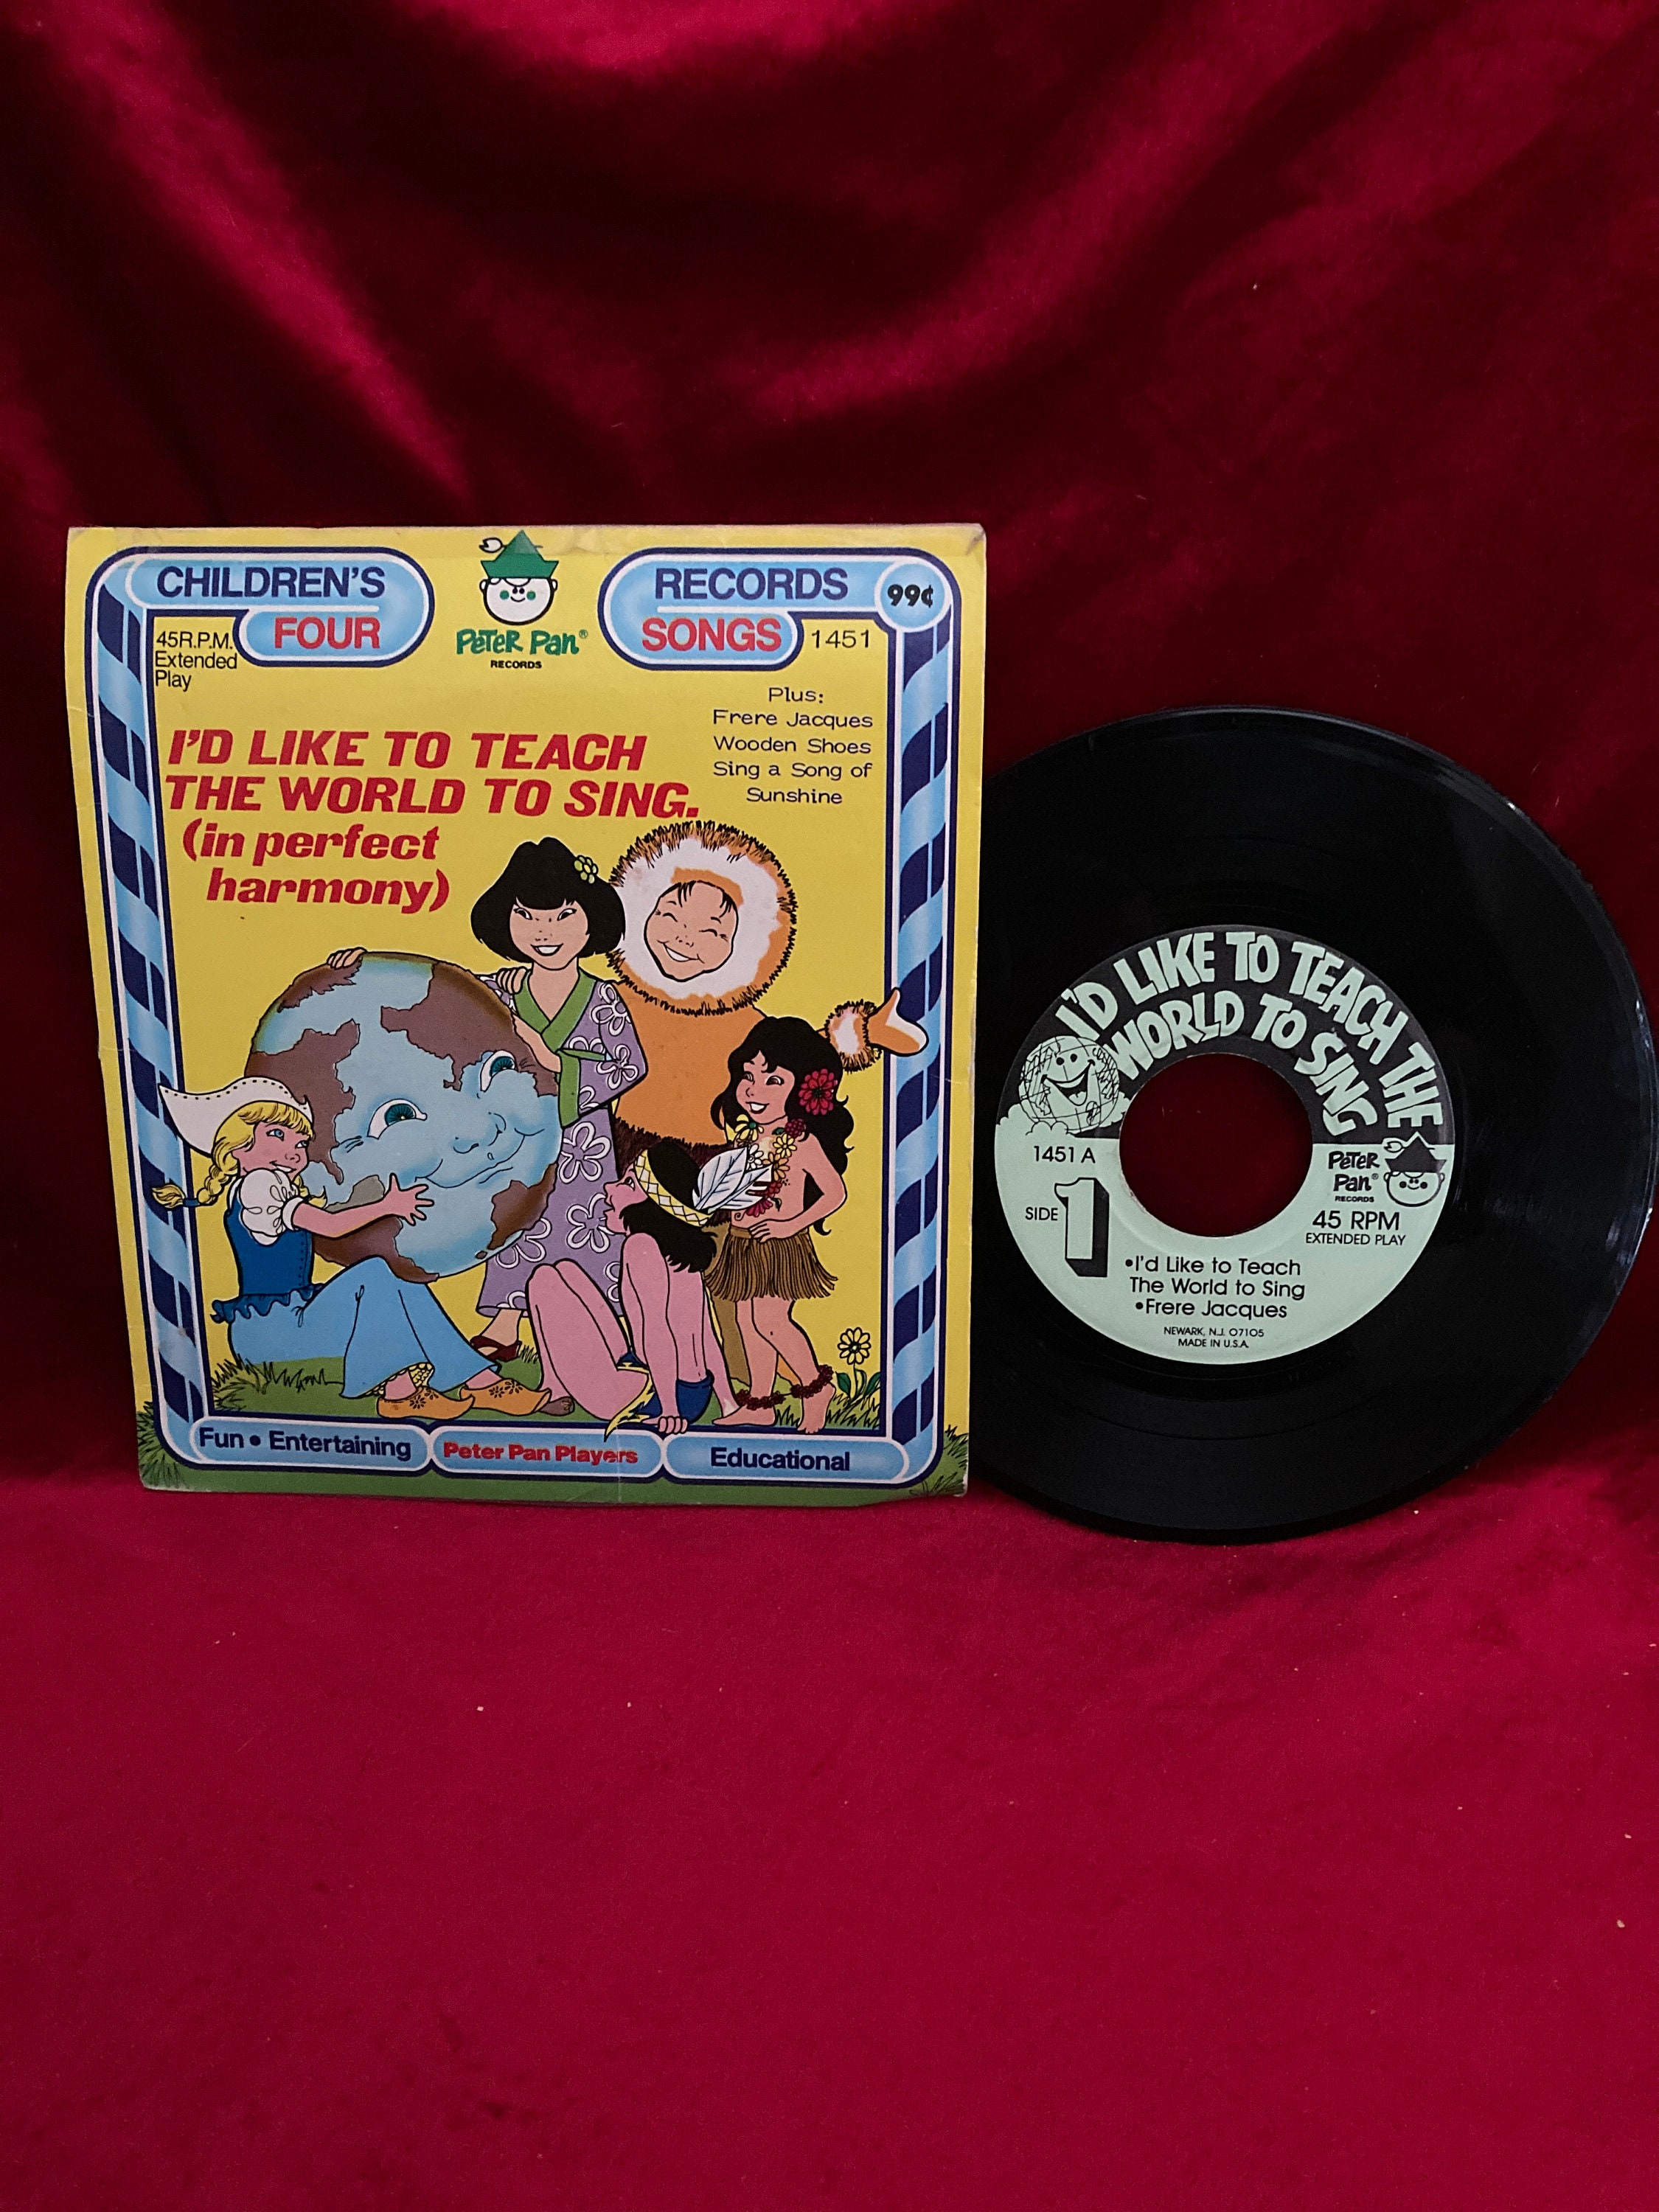 CHILDREN'S
FOUR
45 R.P.M.
Extended
Play
PETER Pan®
RECORDS
RECORDS
SONGS
99¢
1451
Plus:
Frere Jacques
Wooden Shoes
Sing a Song of
Sunshine
I'D LIKE TO TEACH
THE WORLD TO SING.
(in perfect
harmony)
Fun • Entertaining
Peter Pan Players
Educational
I'D LIKE TO TEACH THE
WORLD TO SING
1451 A
SIDE 1
PETER
Pan®
RECORDS
45 RPM
EXTENDED PLAY
•I'd Like to Teach
The World to Sing
•Frere Jacques
NEWARK, N.J. 07105
MADE IN U.S.A.